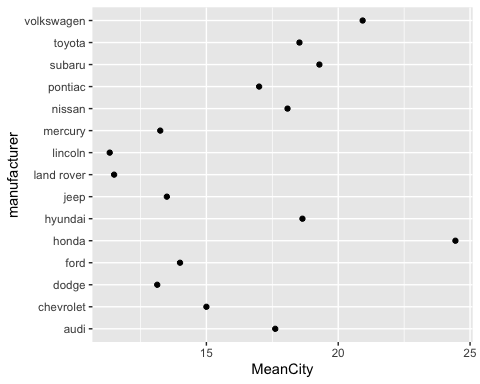 volkswagen
toyota
subaru
pontiac
nissan
mercury
lincoln
land rover
jeep
hyundai
honda
ford
dodge
chevrolet
audi
manufacturer
15 20 25
MeanCity